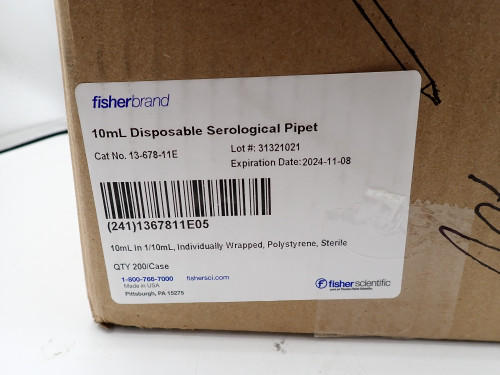 fisherbrand
10mL Disposable Serological Pipet
Cat No. 13-678-11E
Lot #: 31321021
Expiration Date: 2024-11-08
(241)1367811E05
10mL in 1/10mL, Individually Wrapped, Polystyrene, Sterile
QTY 200/Case
1-800-766-7000 fishersci.com
Made in USA
Pittsburgh, PA 15275
fisher scientific